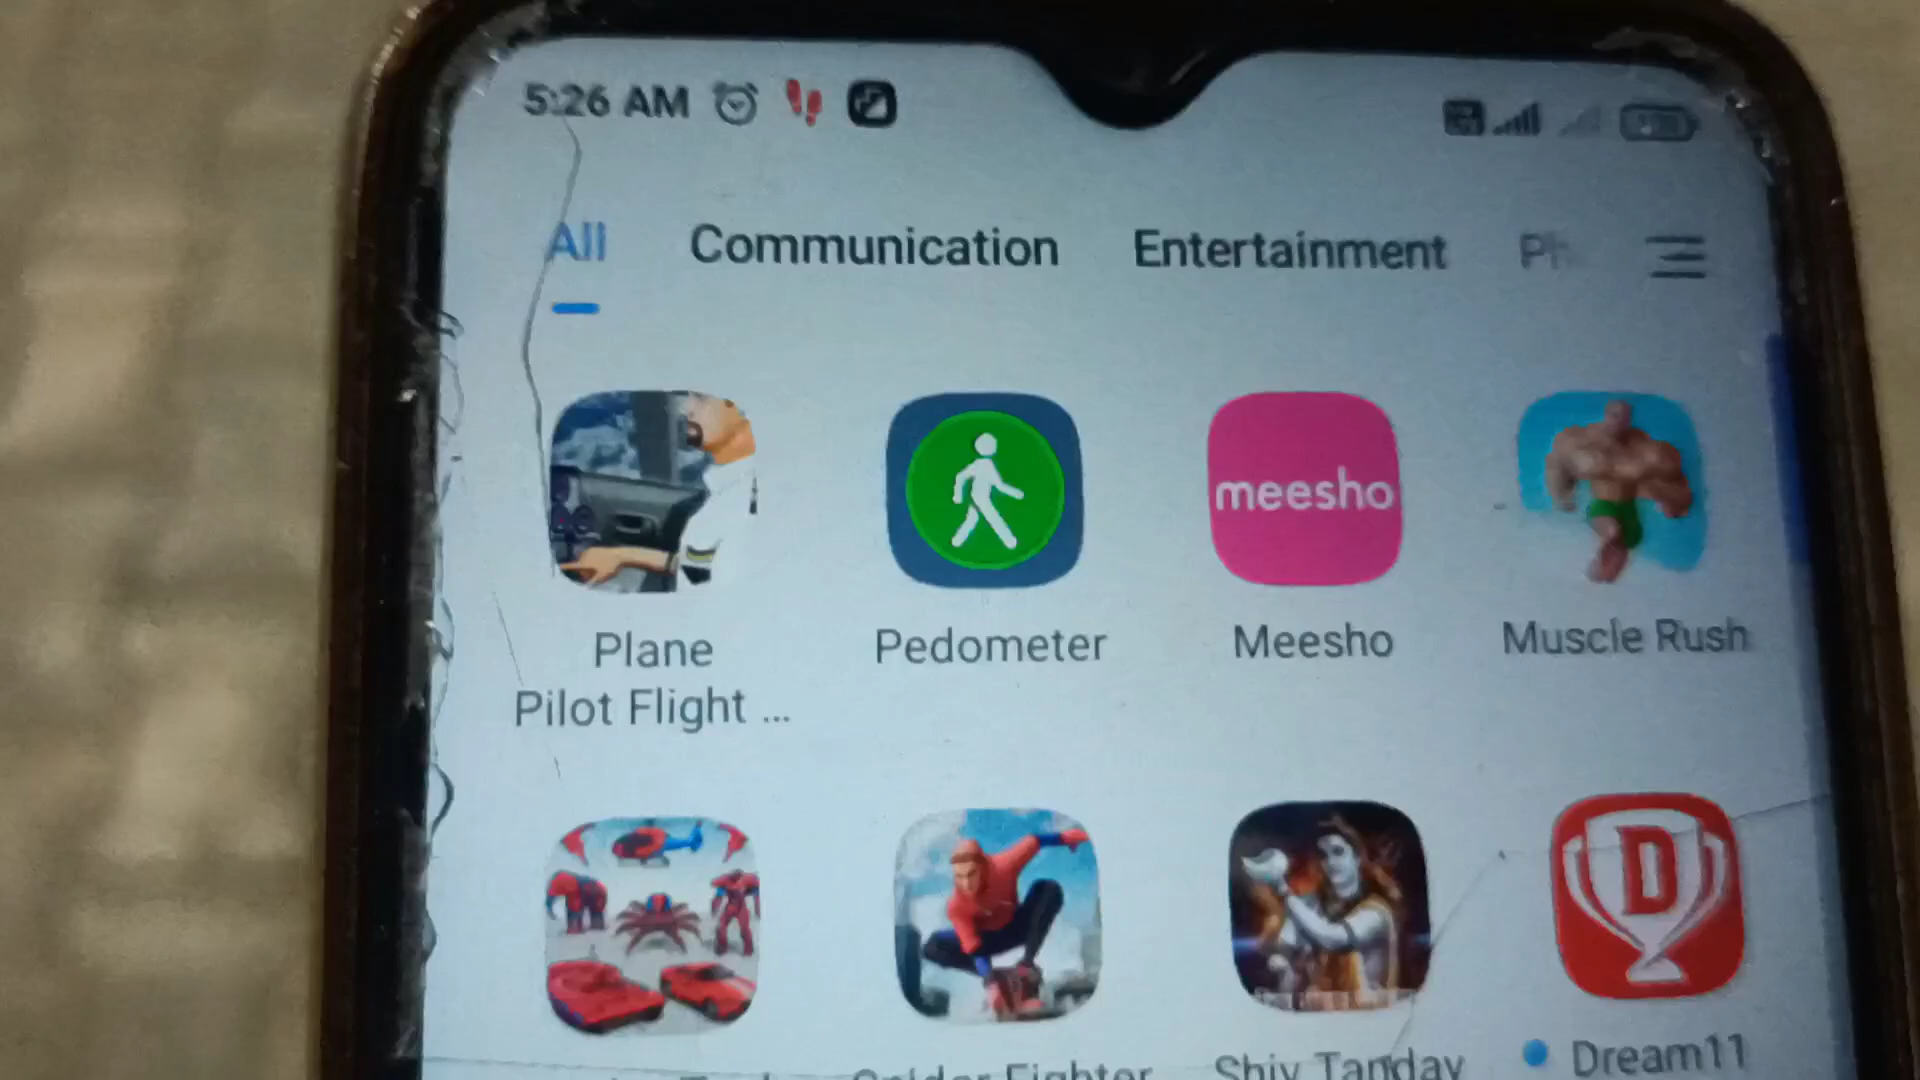 5:26 AM
All Communication Entertainment Ph
meesho
Plane
Pilot Flight ...
Pedometer
Meesho
Muscle Rush
D
Spider Fighter
Shiv Tandav
Dream11